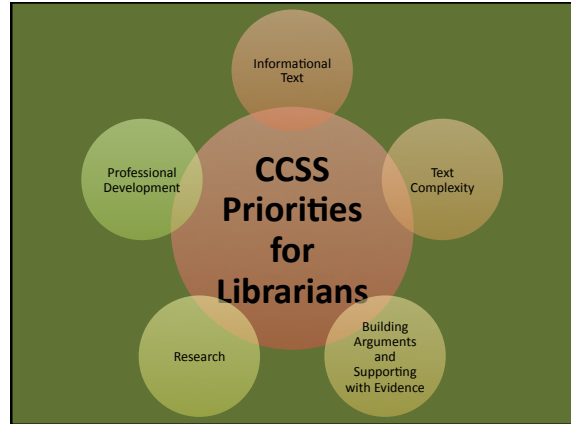 Informational
Text
Professional
Development
CCSS
Priorities
for
Librarians
Text
Complexity
Research
Building
Arguments
and
Supporting
with Evidence